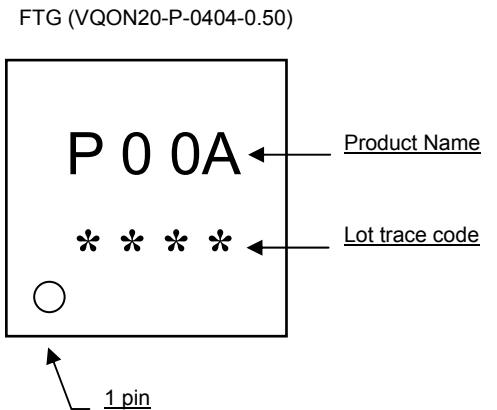 FTG (VQON20-P-0404-0.50)
P 0 0A
Product Name
* * * *
Lot trace code
1 pin